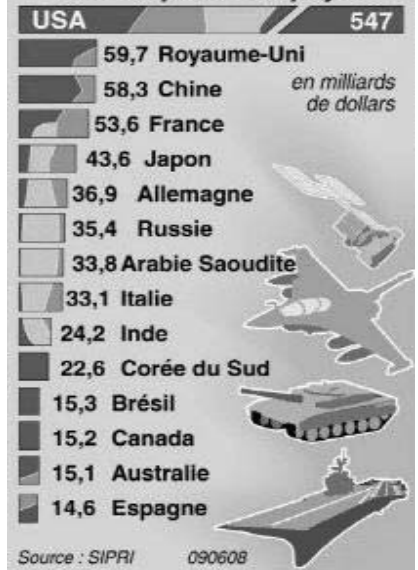 USA 547
59,7 Royaume-Uni
58,3 Chine
en milliards
de dollars
53,6 France
43,6 Japon
36,9 Allemagne
35,4 Russie
33,8 Arabie Saoudite
33,1 Italie
24,2 Inde
22,6 Corée du Sud
15,3 Brésil
15,2 Canada
15,1 Australie
14,6 Espagne
Source : SIPRI 090608